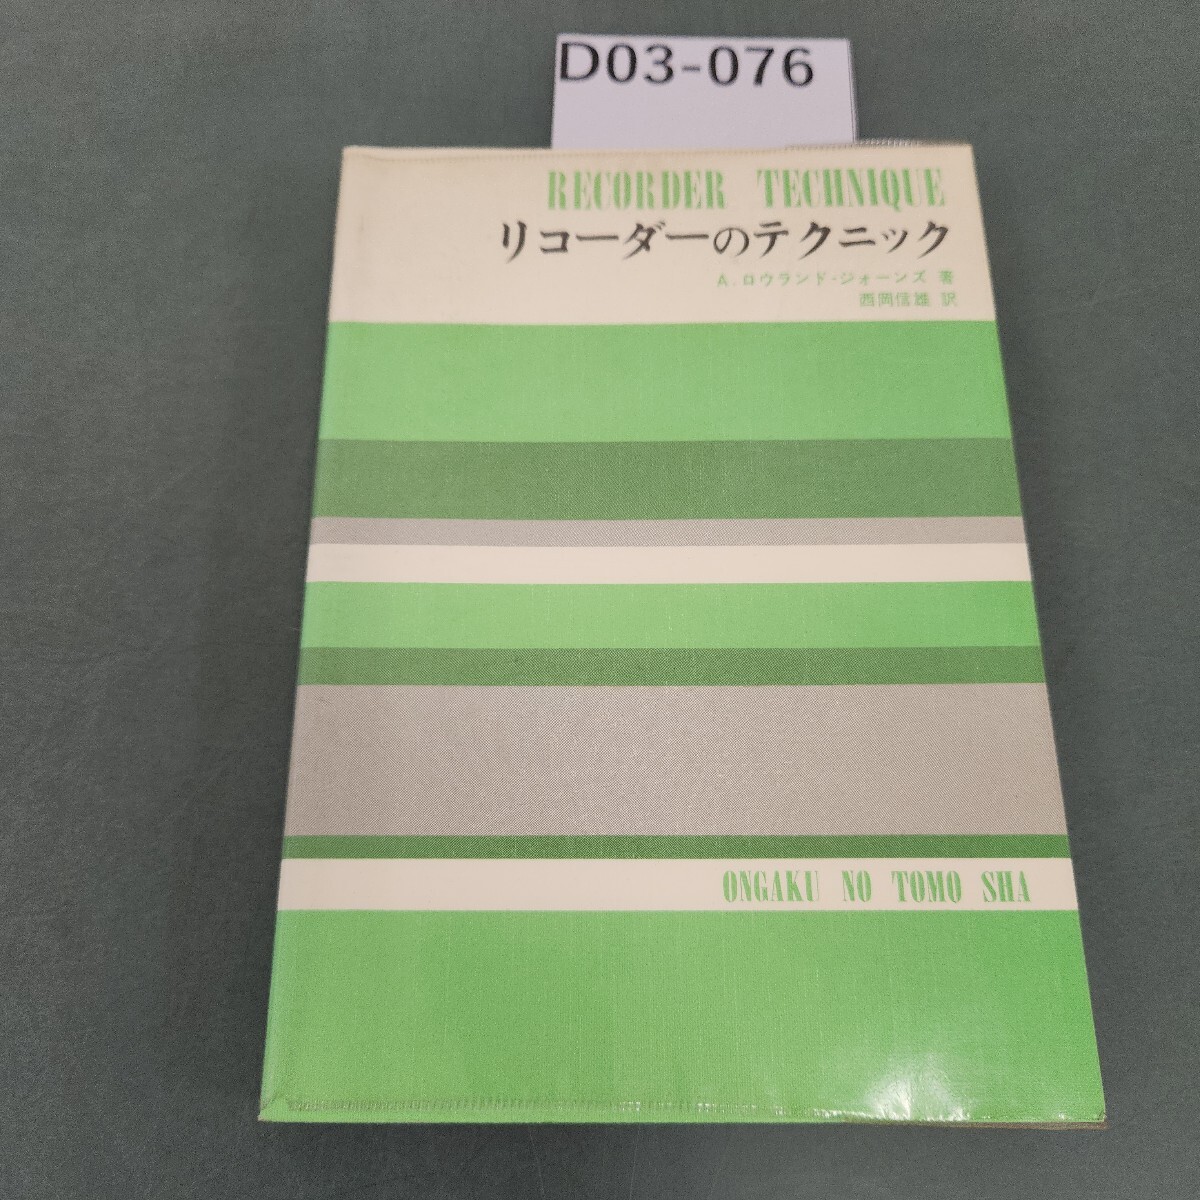 D03-076
RECORDER TECHNIQUE
リコーダーのテクニック
A.ロウランド・ジョーンズ 著
西岡信雄 訳
ONGAKU NO TOMO SHA